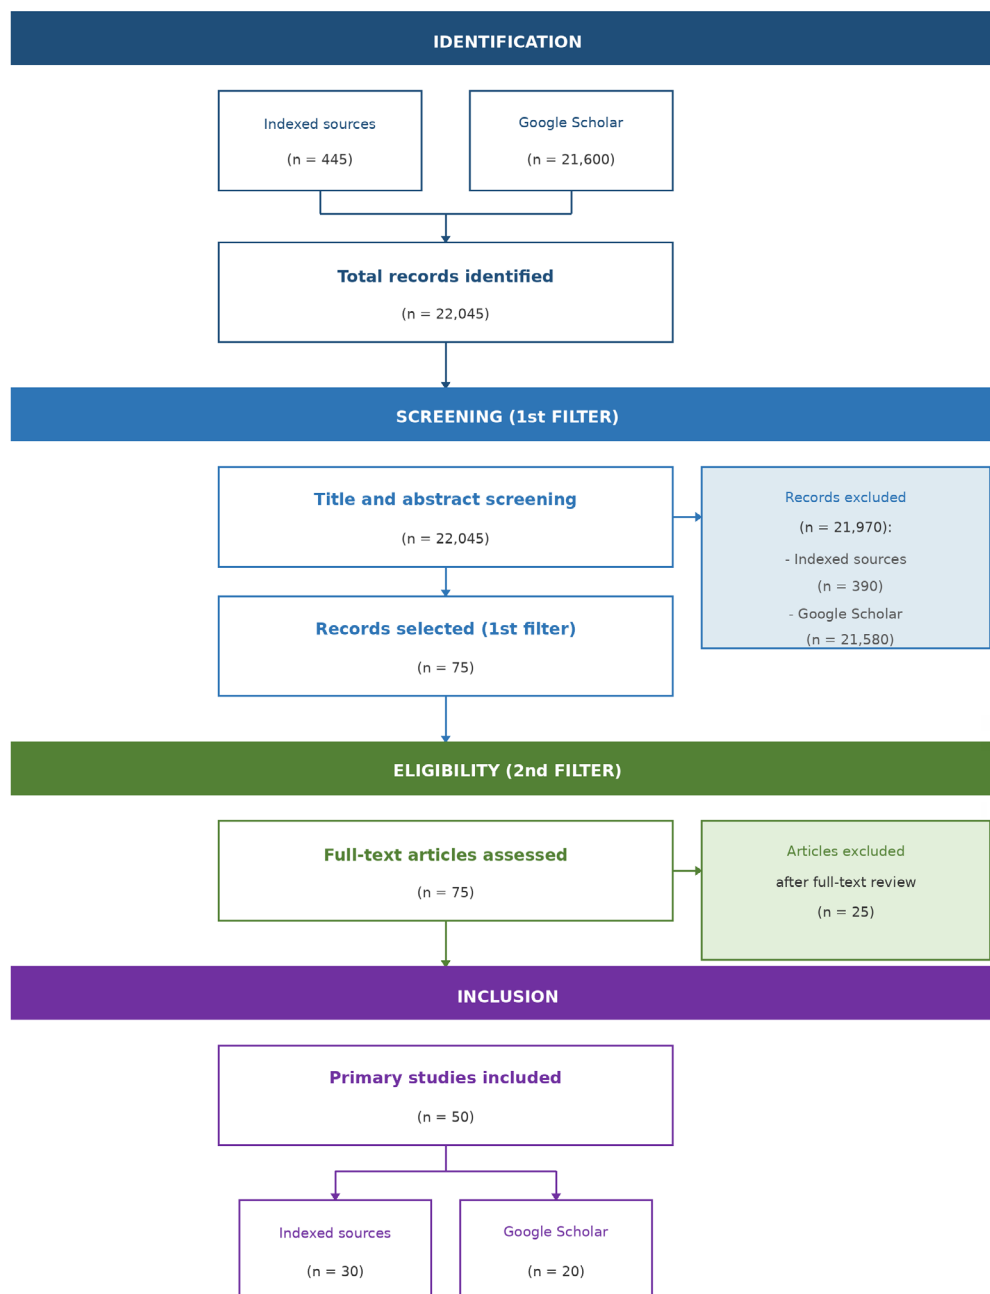 IDENTIFICATION
Indexed sources
(n = 445)
Google Scholar
(n = 21,600)
Total records identified
(n = 22,045)
SCREENING (1st FILTER)
Title and abstract screening
(n = 22,045)
Records excluded
(n = 21,970):
- Indexed sources
(n = 390)
- Google Scholar
(n = 21,580)
Records selected (1st filter)
(n = 75)
ELIGIBILITY (2nd FILTER)
Full-text articles assessed
(n = 75)
Articles excluded
after full-text review
(n = 25)
INCLUSION
Primary studies included
(n = 50)
Indexed sources
(n = 30)
Google Scholar
(n = 20)